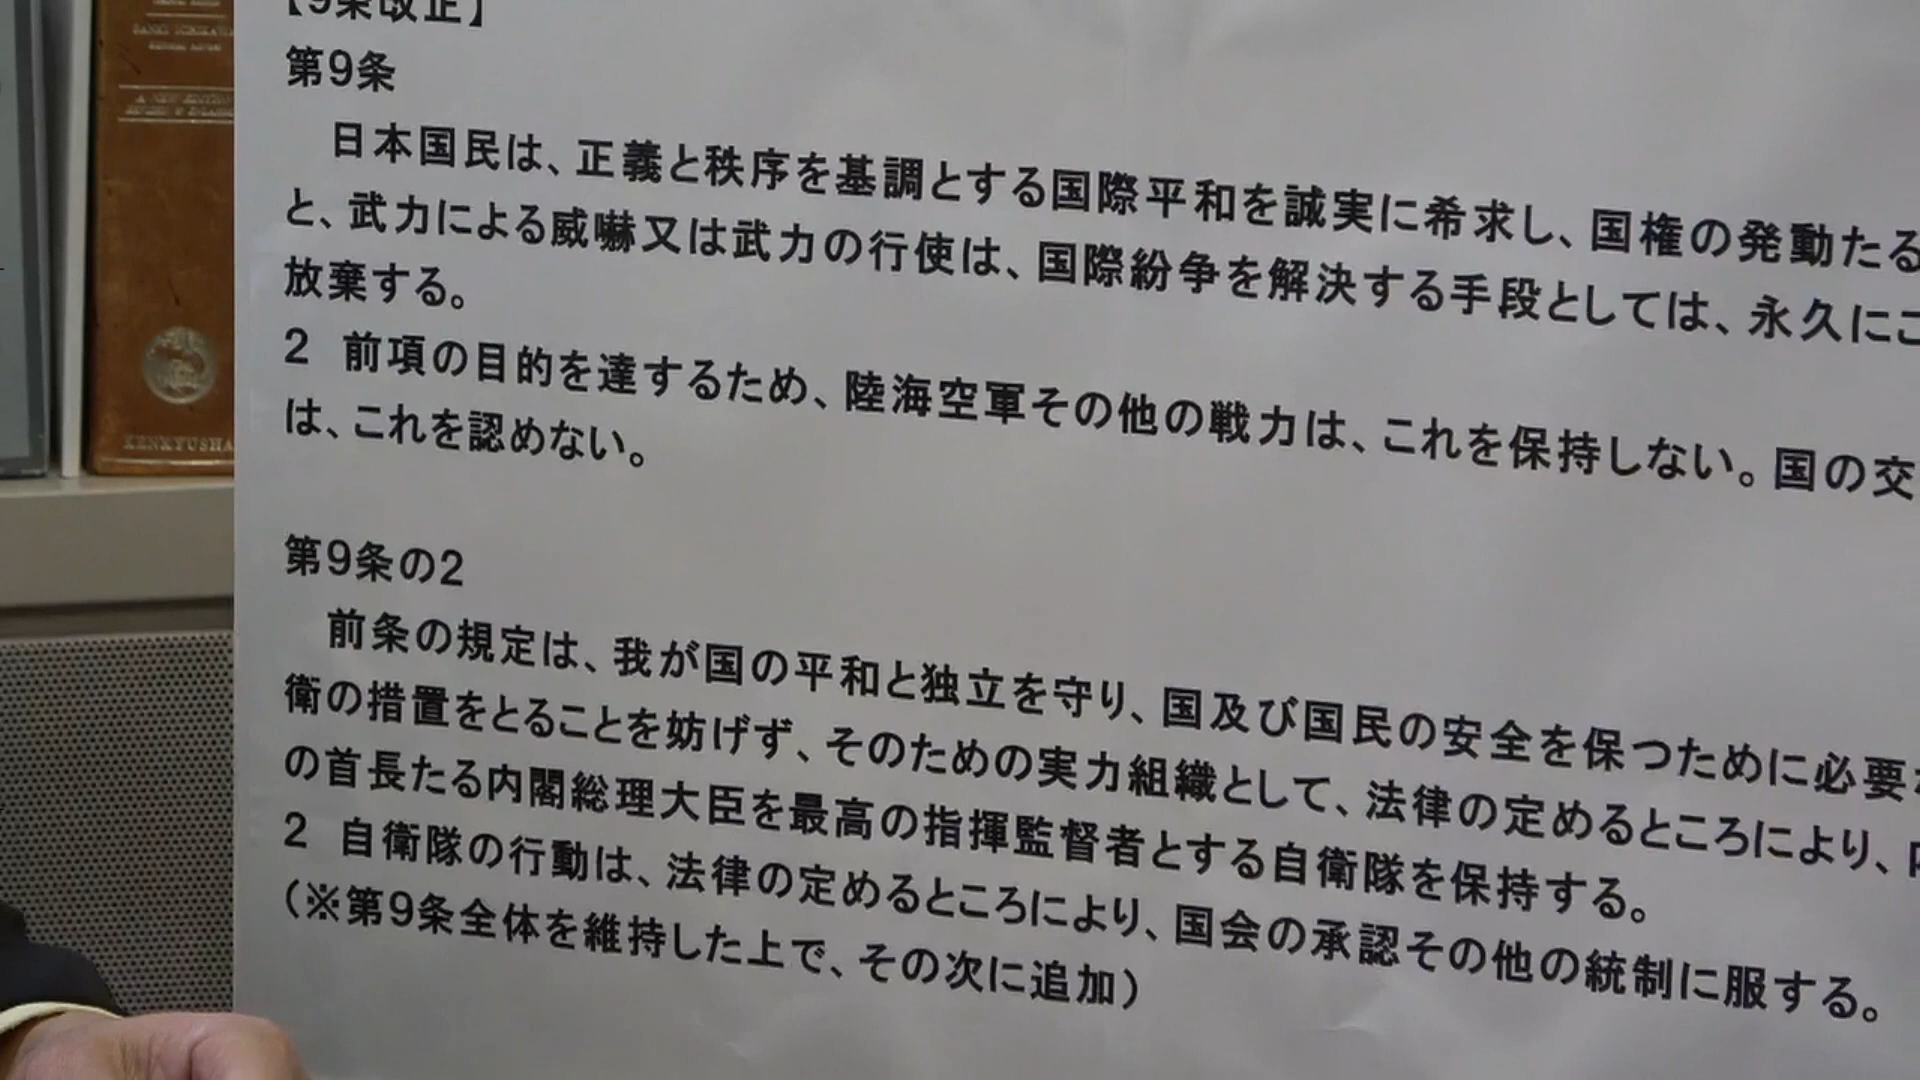 【9条改正】
第9条
日本国民は、正義と秩序を基調とする国際平和を誠実に希求し、国権の発動たる
と、武力による威嚇又は武力の行使は、国際紛争を解決する手段としては、永久にこ
放棄する。
2 前項の目的を達するため、陸海空軍その他の戦力は、これを保持しない。国の交
は、これを認めない。
第9条の2
前条の規定は、我が国の平和と独立を守り、国及び国民の安全を保つために必要な
衛の措置をとることを妨げず、そのための実力組織として、法律の定めるところにより、内
の首長たる内閣総理大臣を最高の指揮監督者とする自衛隊を保持する。
2 自衛隊の行動は、法律の定めるところにより、国会の承認その他の統制に服する。
(※第9条全体を維持した上で、その次に追加)
SANKI ICHIKAWA
A NEW EDITION
KENKYUSHA